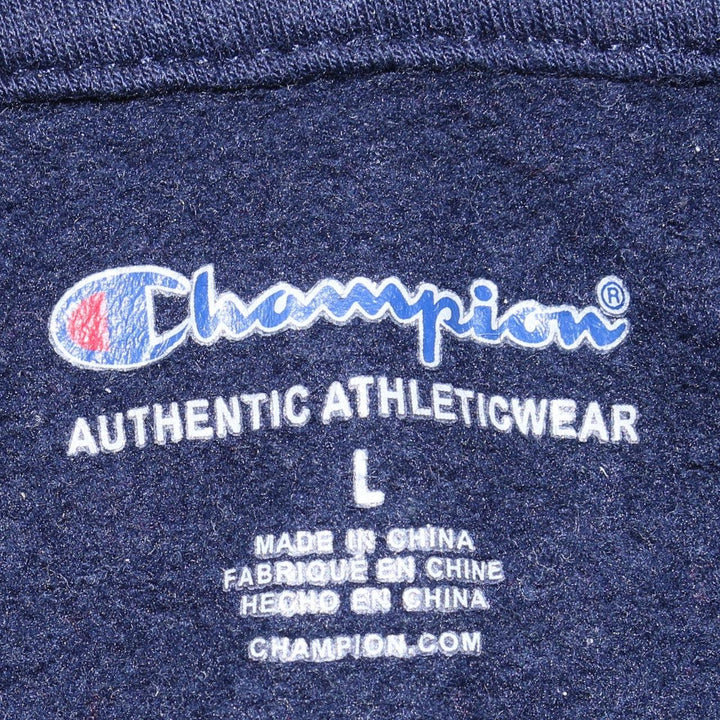 Champion®
AUTHENTIC ATHLETICWEAR
L
MADE IN CHINA
FABRIQUE EN CHINE
HECHO EN CHINA
CHAMPION.COM